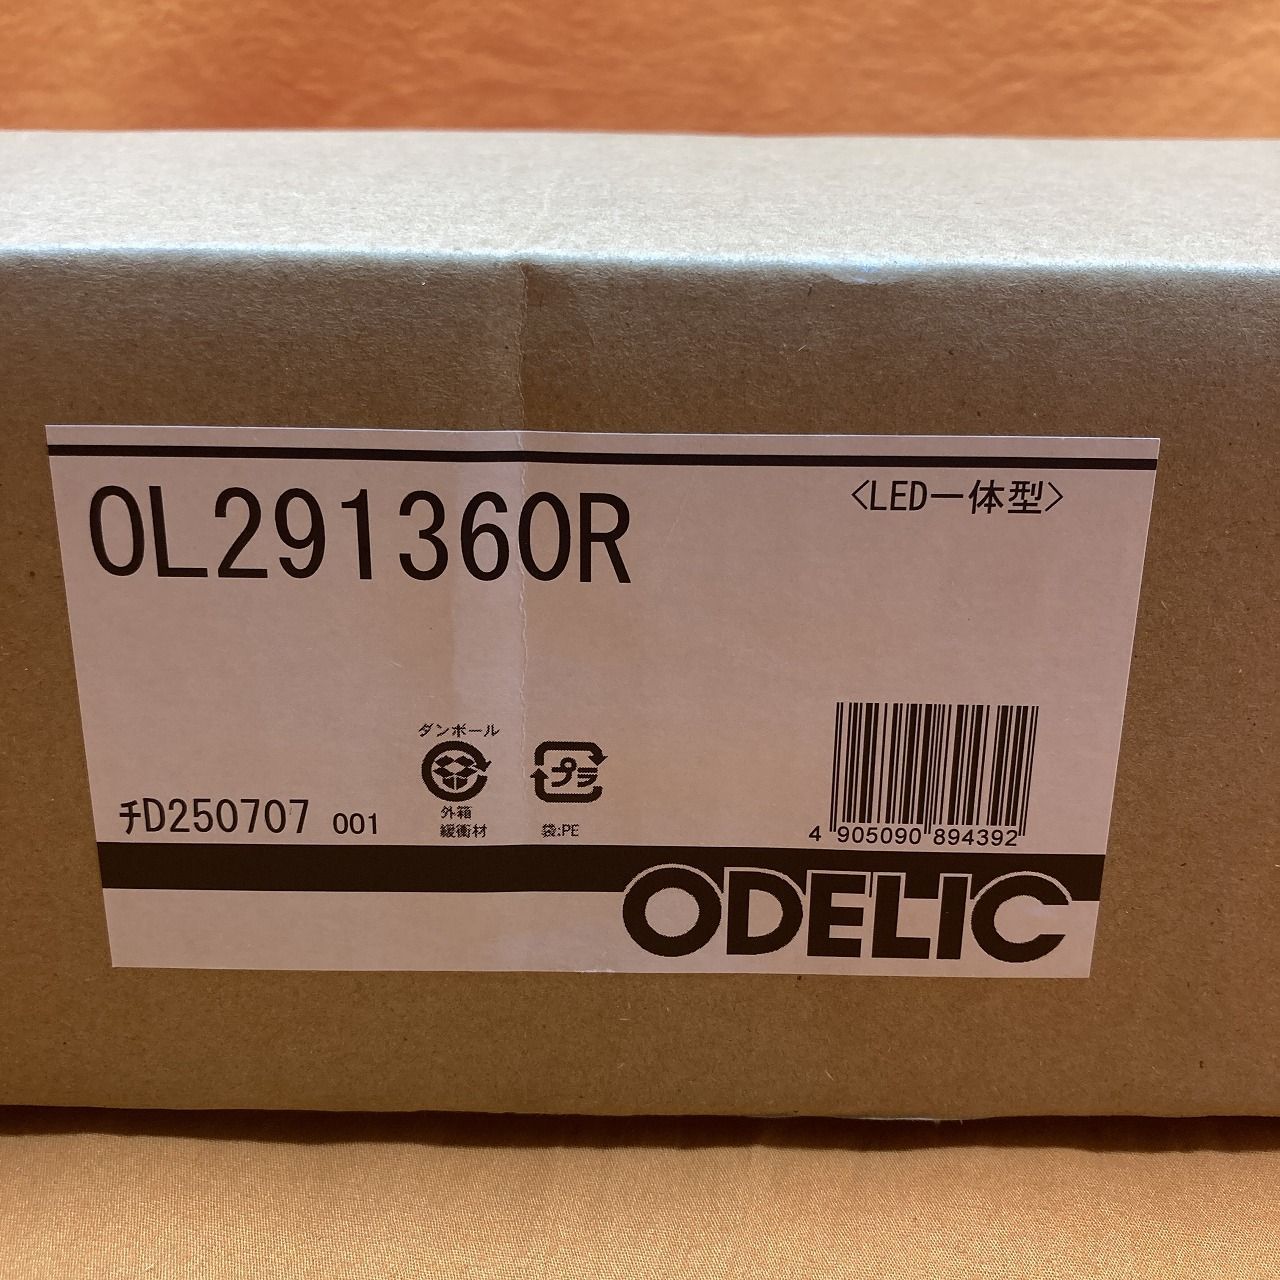 OL291360R
<LED一体型>
ダンボール
プラ
外箱
緩衝材
袋:PE
チD250707 001
4 905090 894392
ODELIC